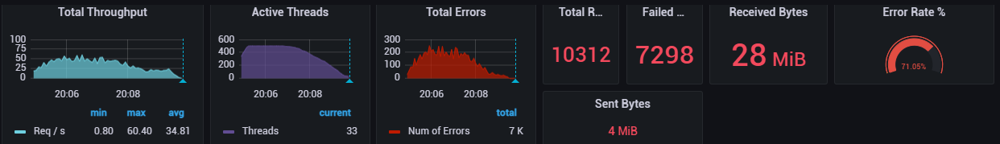 Total Throughput
100
75
50
25
0
20:06
20:08
min max avg
Req / s 0.80 60.40 34.81
Active Threads
600
400
200
0
20:06
20:08
current
Threads 33
Total Errors
300
200
100
0
20:06
20:08
total
Num of Errors 7 K
Total R...
10312
Failed ...
7298
Received Bytes
28 MiB
Error Rate %
71.05%
Sent Bytes
4 MiB